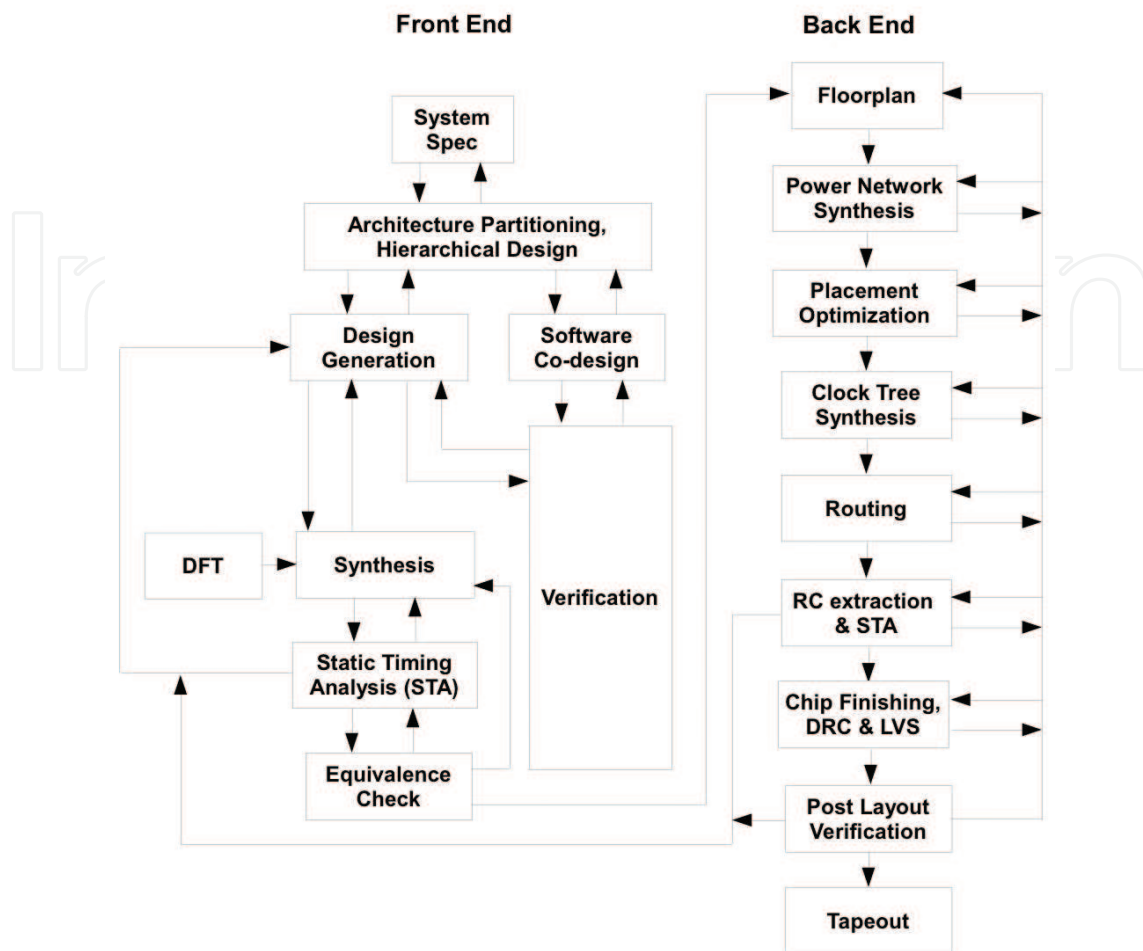 Front End
System
Spec
Architecture Partitioning,
Hierarchical Design
Design
Generation
Software
Co-design
DFT
Synthesis
Verification
Static Timing
Analysis (STA)
Equivalence
Check
Back End
Floorplan
Power Network
Synthesis
Placement
Optimization
Clock Tree
Synthesis
Routing
RC extraction
& STA
Chip Finishing,
DRC & LVS
Post Layout
Verification
Tapeout